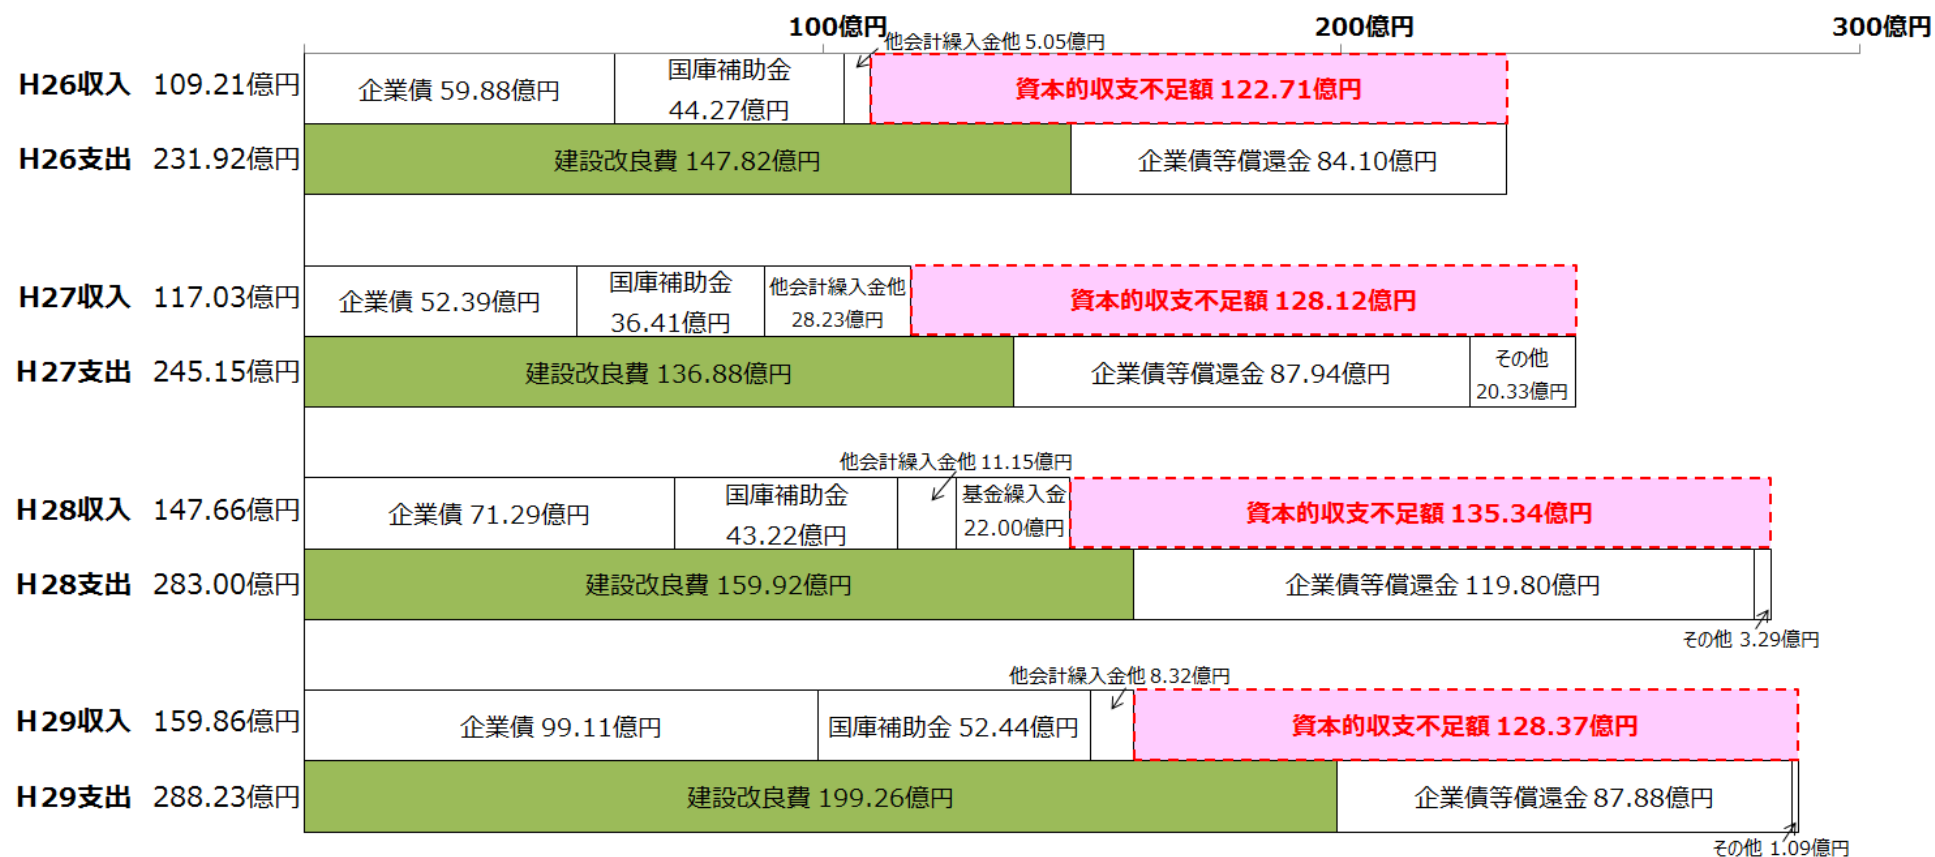 100億円 200億円 300億円
他会計繰入金他 5.05億円
H26収入 109.21億円 企業債 59.88億円 国庫補助金 資本的収支不足額 122.71億円
44.27億円
H26支出 231.92億円 建設改良費 147.82億円 企業債等償還金 84.10億円
H27収入 117.03億円 企業債 52.39億円 国庫補助金 他会計繰入金他 資本的収支不足額 128.12億円
36.41億円 28.23億円
H27支出 245.15億円 建設改良費 136.88億円 企業債等償還金 87.94億円 その他
20.33億円
他会計繰入金他 11.15億円
H28収入 147.66億円 企業債 71.29億円 国庫補助金 基金繰入金 資本的収支不足額 135.34億円
43.22億円 22.00億円
H28支出 283.00億円 建設改良費 159.92億円 企業債等償還金 119.80億円
その他 3.29億円
他会計繰入金他 8.32億円
H29収入 159.86億円 企業債 99.11億円 国庫補助金 52.44億円 資本的収支不足額 128.37億円
H29支出 288.23億円 建設改良費 199.26億円 企業債等償還金 87.88億円
その他 1.09億円